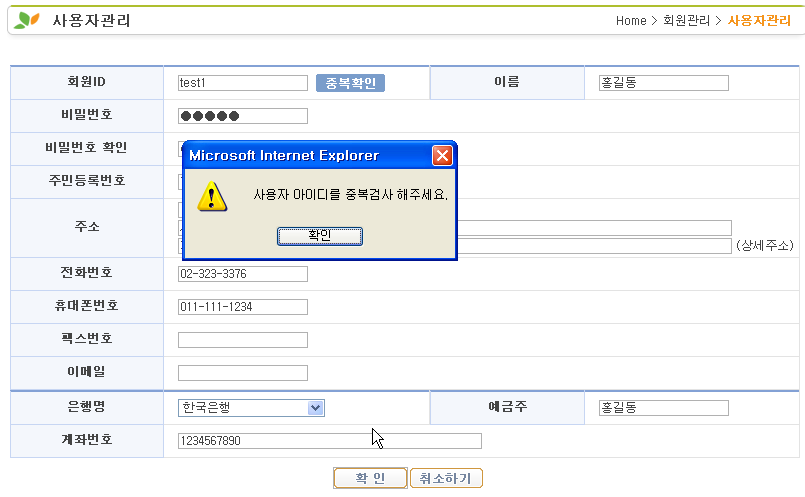 사용자관리
Home > 회원관리 > 사용자관리
회원ID test1 중복확인 이름 홍길동
비밀번호 ●●●●●
비밀번호 확인
Microsoft Internet Explorer
주민등록번호
사용자 아이디를 중복검사 해주세요.
주소
확인
(상세주소)
전화번호 02-323-3376
휴대폰번호 011-111-1234
팩스번호
이메일
은행명 한국은행 예금주 홍길동
계좌번호 1234567890
확 인 취소하기